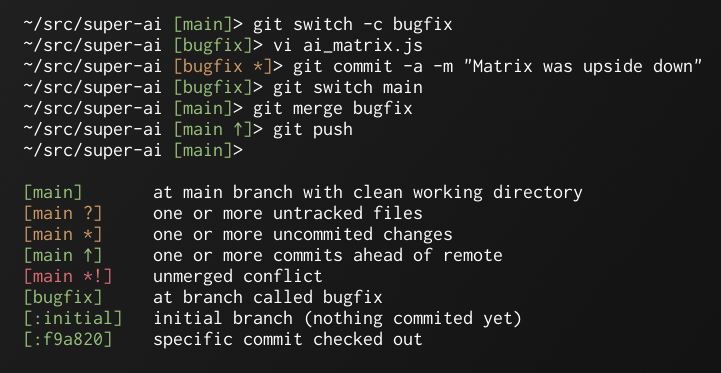 ~/src/super-ai [main]> git switch -c bugfix
~/src/super-ai [bugfix]> vi ai_matrix.js
~/src/super-ai [bugfix *]> git commit -a -m "Matrix was upside down"
~/src/super-ai [bugfix]> git switch main
~/src/super-ai [main]> git merge bugfix
~/src/super-ai [main ↑]> git push
~/src/super-ai [main]>
[main] at main branch with clean working directory
[main ?] one or more untracked files
[main *] one or more uncommited changes
[main ↑] one or more commits ahead of remote
[main *!] unmerged conflict
[bugfix] at branch called bugfix
[:initial] initial branch (nothing commited yet)
[:f9a820] specific commit checked out